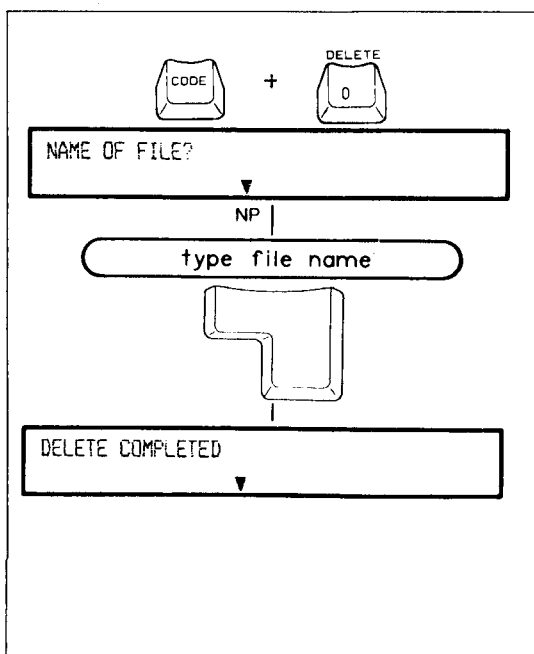 DELETE
CODE + 0
NAME OF FILE?
NP
type file name
DELETE COMPLETED